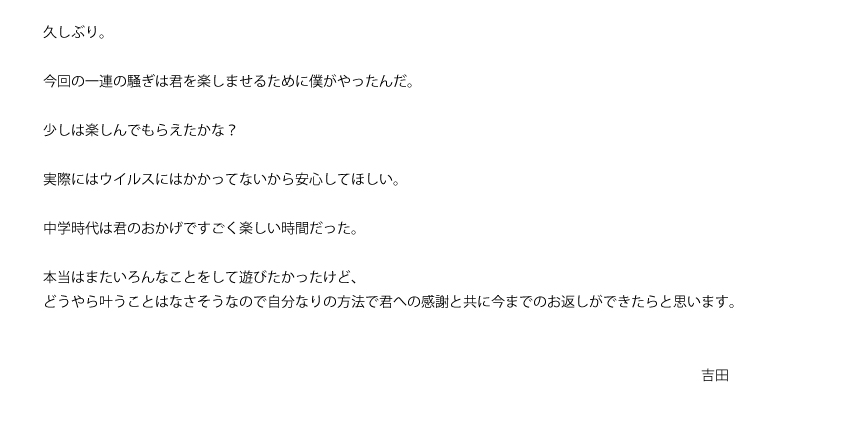 久しぶり。
今回の一連の騒ぎは君を楽しませるために僕がやったんだ。
少しは楽しんでもらえたかな？
実際にはウイルスにはかかってないから安心してほしい。
中学時代は君のおかげですごく楽しい時間だった。
本当はまたいろんなことをして遊びたかったけど、
どうやら叶うことはなさそうなので自分なりの方法で君への感謝と共に今までのお返しができたらと思います。
吉田